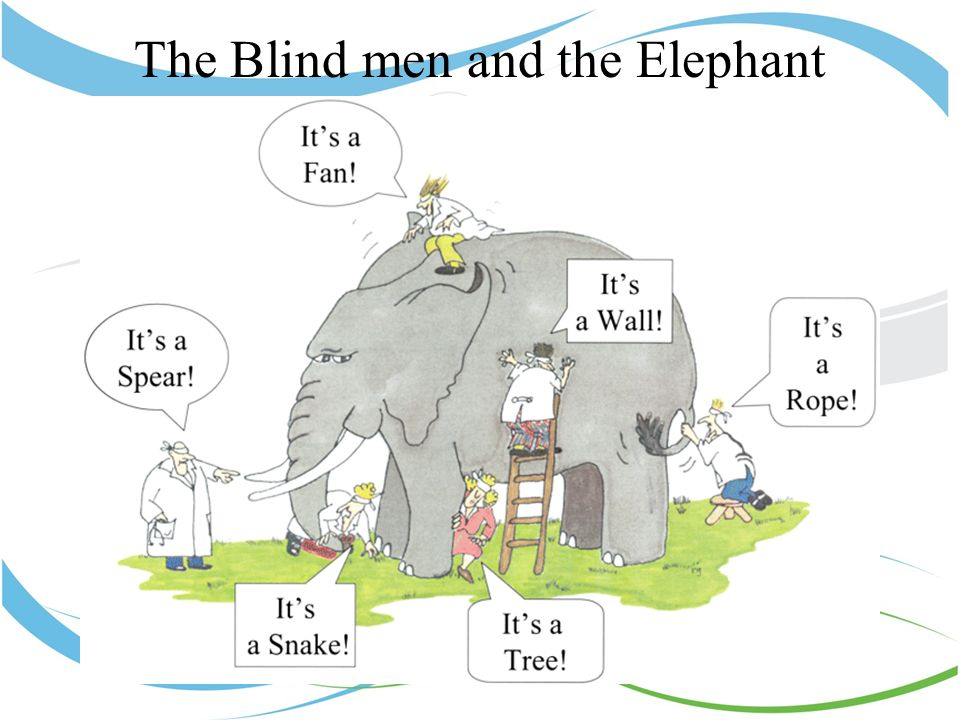 The Blind men and the Elephant
It's a
Fan!
It's
a Wall!
It's a
Spear!
It's
a
Rope!
It's
a Snake!
It's a
Tree!